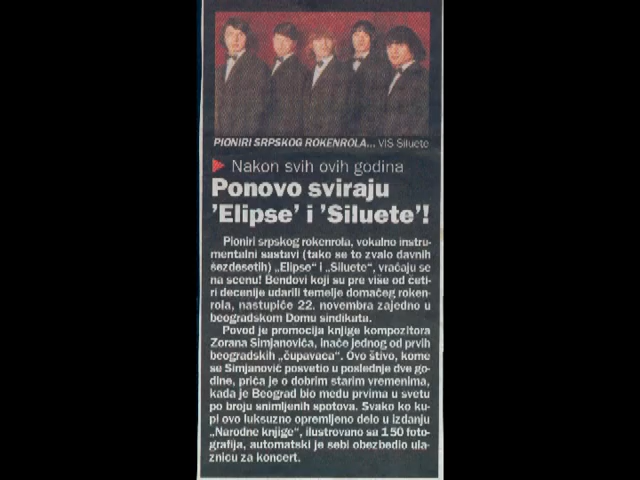 PIONIRI SRPSKOG ROKENROLA... VIS Siluete
Nakon svih ovih godina
Ponovo sviraju
'Elipse' i 'Siluete'!
Pioniri srpskog rokenrola, vokalno instru-
mentalni sastavi (tako se to zvalo davnih
šezdesetih) „Elipse“ i „Siluete“, vraćaju se
na scenu! Bendovi koji su pre više od četi-
ri decenije udarili temelje domaćeg roken-
rola, nastupiće 22. novembra zajedno u
beogradskom Domu sindikata.
Povod je promocija knjige kompozitora
Zorana Simjanovića, inače jednog od prvih
beogradskih „čupavaca“. Ovo štivo, kome
se Simjanović posvetio u poslednje dve go-
dine, priča je o dobrim starim vremenima,
kada je Beograd bio među prvima u svetu
po broju snimljenih spotova. Svako ko ku-
pi ovo luksuzno opremljeno delo u izdanju
„Narodne knjige“, ilustrovano sa 150 foto-
grafija, automatski je sebi obezbedio ula-
znicu za koncert.